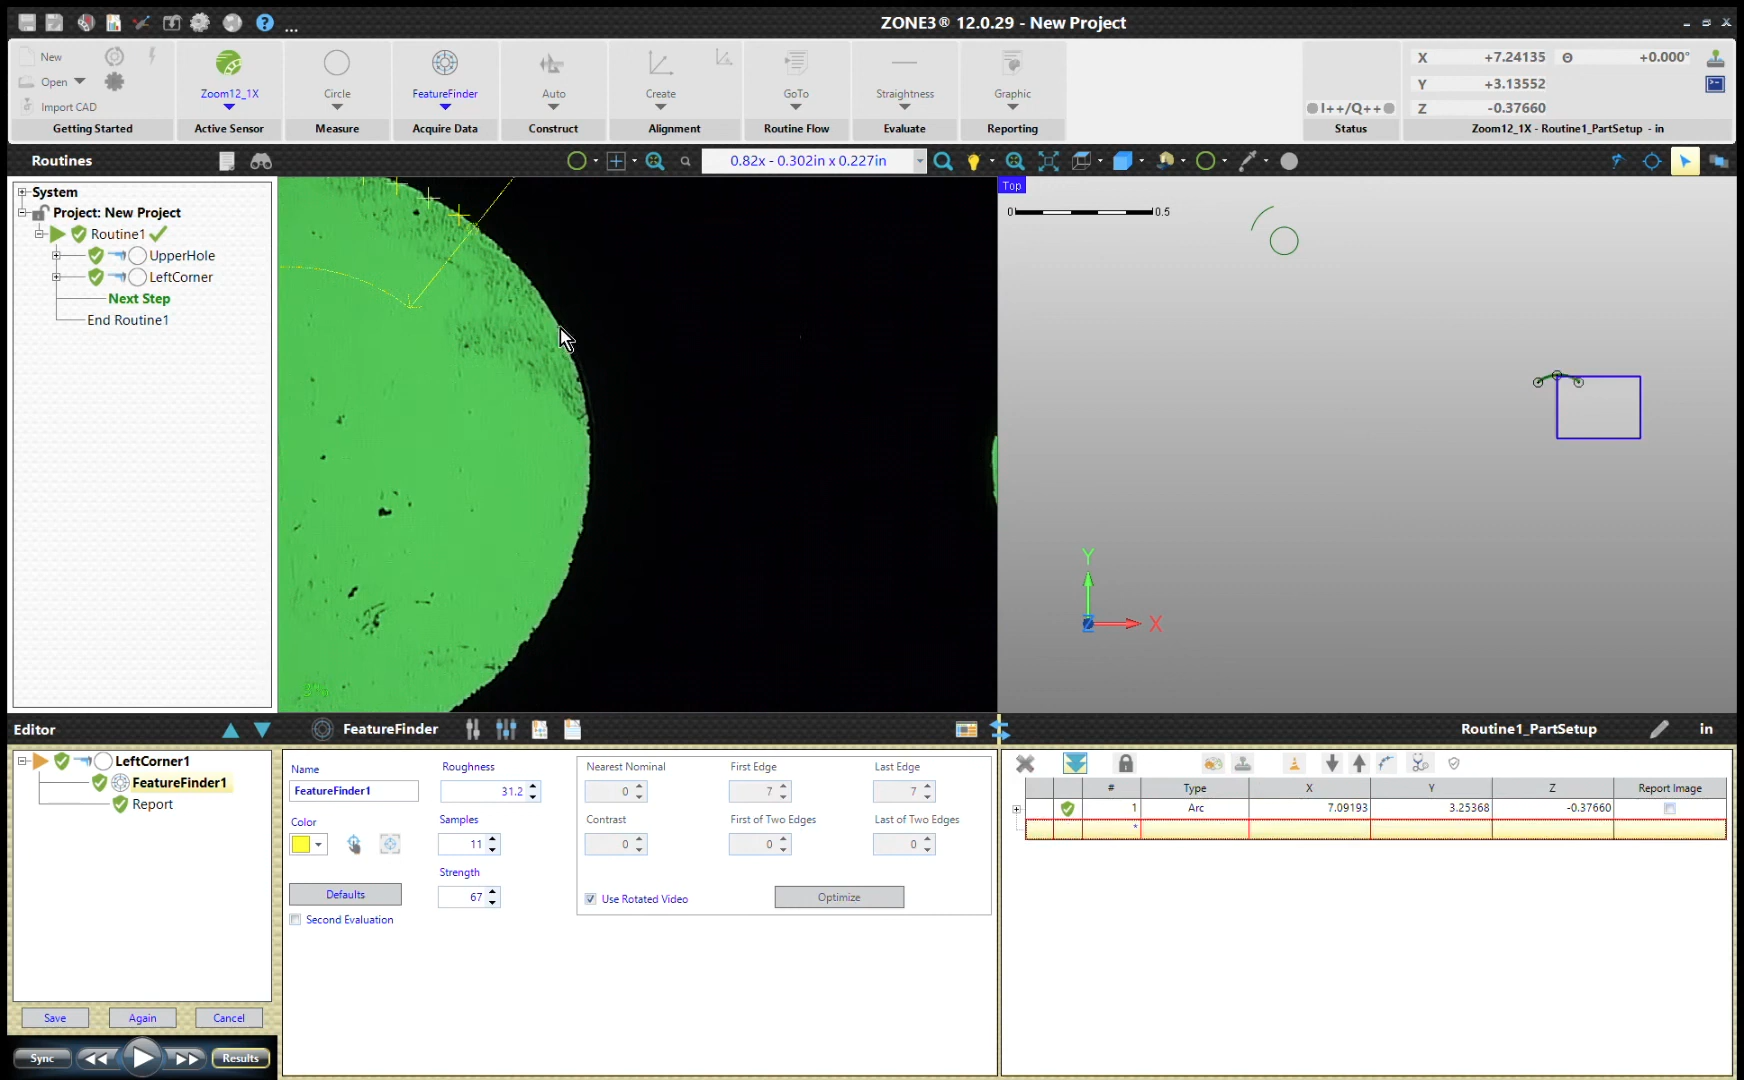 ZONE3® 12.0.29 - New Project
...
New
Open
Import CAD
Getting Started
Zoom12_1X
Active Sensor
Circle
Measure
FeatureFinder
Acquire Data
Auto
Construct
Create
Alignment
GoTo
Routine Flow
Straightness
Evaluate
Graphic
Reporting
I++/Q++
Status
X +7.24135 Θ +0.000°
Y +3.13552
Z -0.37660
Zoom12_1X - Routine1_PartSetup - in
Routines
0.82x - 0.302in x 0.227in
System
Project: New Project
Routine1
UpperHole
LeftCorner
Next Step
End Routine1
Top
0 0.5
Y
X
Z
Editor
FeatureFinder
Routine1_PartSetup in
LeftCorner1
FeatureFinder1
Report
Save Again Cancel
Sync Results
Name
FeatureFinder1
Color
Defaults
Second Evaluation
Roughness
31.2
Samples
11
Strength
67
Nearest Nominal First Edge Last Edge
0 7 7
Contrast First of Two Edges Last of Two Edges
0 0 0
Use Rotated Video Optimize
# Type X Y Z Report Image
1 Arc 7.09193 3.25368 -0.37660
*